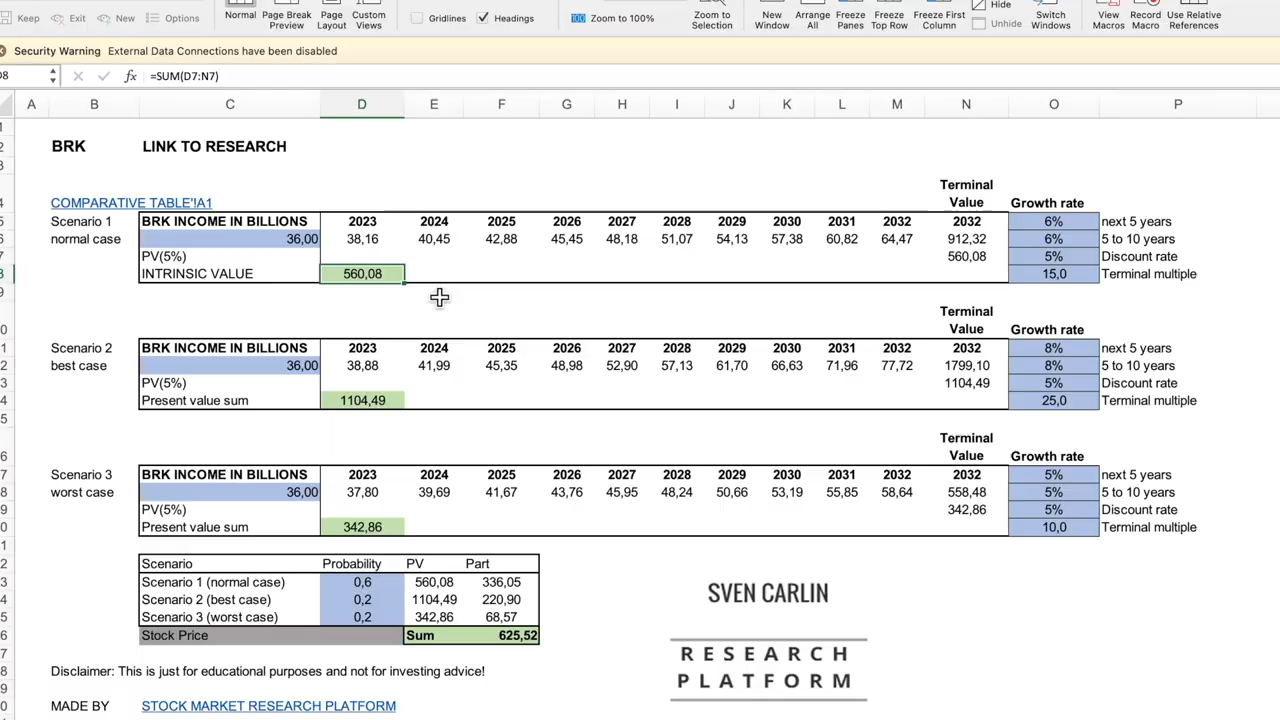 Keep Exit New Options Normal Page Break Preview Page Layout Custom Views Gridlines Headings 100 Zoom to 100% Zoom to Selection New Window Arrange All Freeze Panes Freeze Top Row Freeze First Column Hide Unhide Switch Windows View Macros Record Macro Use Relative References
Security Warning External Data Connections have been disabled
D8 fx =SUM(D7:N7)
A B C D E F G H I J K L M N O P
BRK LINK TO RESEARCH
Terminal
COMPARATIVE TABLE'!A1 Value Growth rate
Scenario 1 BRK INCOME IN BILLIONS 2023 2024 2025 2026 2027 2028 2029 2030 2031 2032 2032 6% next 5 years
normal case 36,00 38,16 40,45 42,88 45,45 48,18 51,07 54,13 57,38 60,82 64,47 912,32 6% 5 to 10 years
PV(5%) 560,08 5% Discount rate
INTRINSIC VALUE 560,08 15,0 Terminal multiple
Terminal
Value Growth rate
Scenario 2 BRK INCOME IN BILLIONS 2023 2024 2025 2026 2027 2028 2029 2030 2031 2032 2032 8% next 5 years
best case 36,00 38,88 41,99 45,35 48,98 52,90 57,13 61,70 66,63 71,96 77,72 1799,10 8% 5 to 10 years
PV(5%) 1104,49 5% Discount rate
Present value sum 1104,49 25,0 Terminal multiple
Terminal
Value Growth rate
Scenario 3 BRK INCOME IN BILLIONS 2023 2024 2025 2026 2027 2028 2029 2030 2031 2032 2032 5% next 5 years
worst case 36,00 37,80 39,69 41,67 43,76 45,95 48,24 50,66 53,19 55,85 58,64 558,48 5% 5 to 10 years
PV(5%) 342,86 5% Discount rate
Present value sum 342,86 10,0 Terminal multiple
Scenario Probability PV Part
Scenario 1 (normal case) 0,6 560,08 336,05
Scenario 2 (best case) 0,2 1104,49 220,90
Scenario 3 (worst case) 0,2 342,86 68,57
Stock Price Sum 625,52
SVEN CARLIN
RESEARCH
PLATFORM
Disclaimer: This is just for educational purposes and not for investing advice!
MADE BY STOCK MARKET RESEARCH PLATFORM